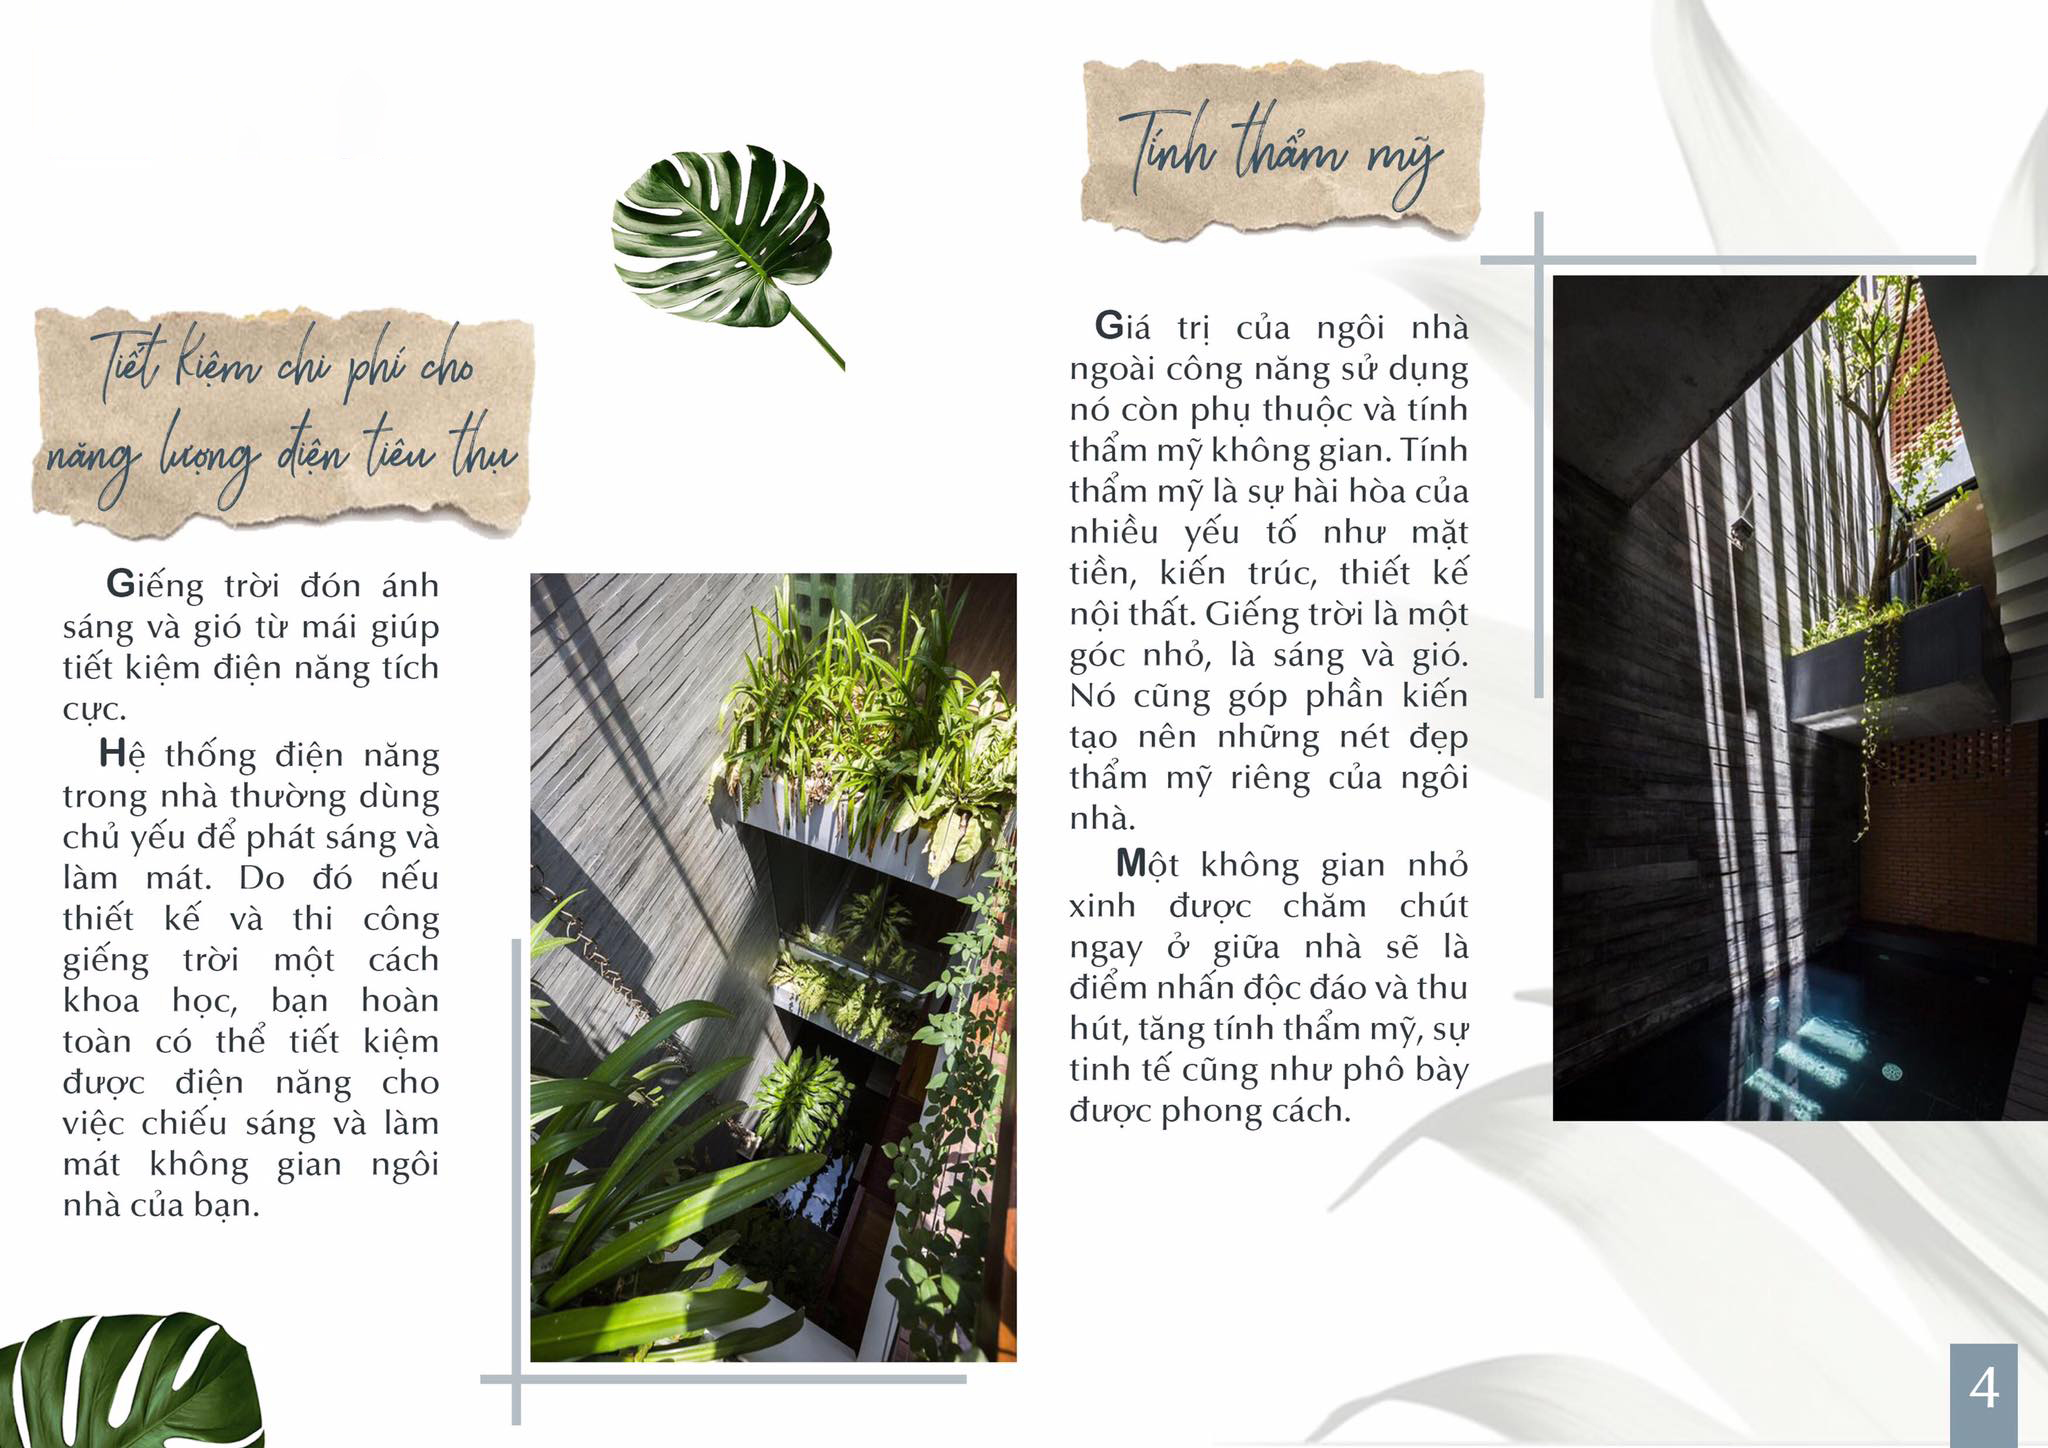 Tiết Kiệm chi phí cho
năng lượng điện tiêu thụ
Giếng trời đón ánh
sáng và gió từ mái giúp
tiết kiệm điện năng tích
cực.
Hệ thống điện năng
trong nhà thường dùng
chủ yếu để phát sáng và
làm mát. Do đó nếu
thiết kế và thi công
giếng trời một cách
khoa học, bạn hoàn
toàn có thể tiết kiệm
được điện năng cho
việc chiếu sáng và làm
mát không gian ngôi
nhà của bạn.
Tính thẩm mỹ
Giá trị của ngôi nhà
ngoài công năng sử dụng
nó còn phụ thuộc và tính
thẩm mỹ không gian. Tính
thẩm mỹ là sự hài hòa của
nhiều yếu tố như mặt
tiền, kiến trúc, thiết kế
nội thất. Giếng trời là một
góc nhỏ, là sáng và gió.
Nó cũng góp phần kiến
tạo nên những nét đẹp
thẩm mỹ riêng của ngôi
nhà.
Một không gian nhỏ
xinh được chăm chút
ngay ở giữa nhà sẽ là
điểm nhấn độc đáo và thu
hút, tăng tính thẩm mỹ, sự
tinh tế cũng như phô bày
được phong cách.
4